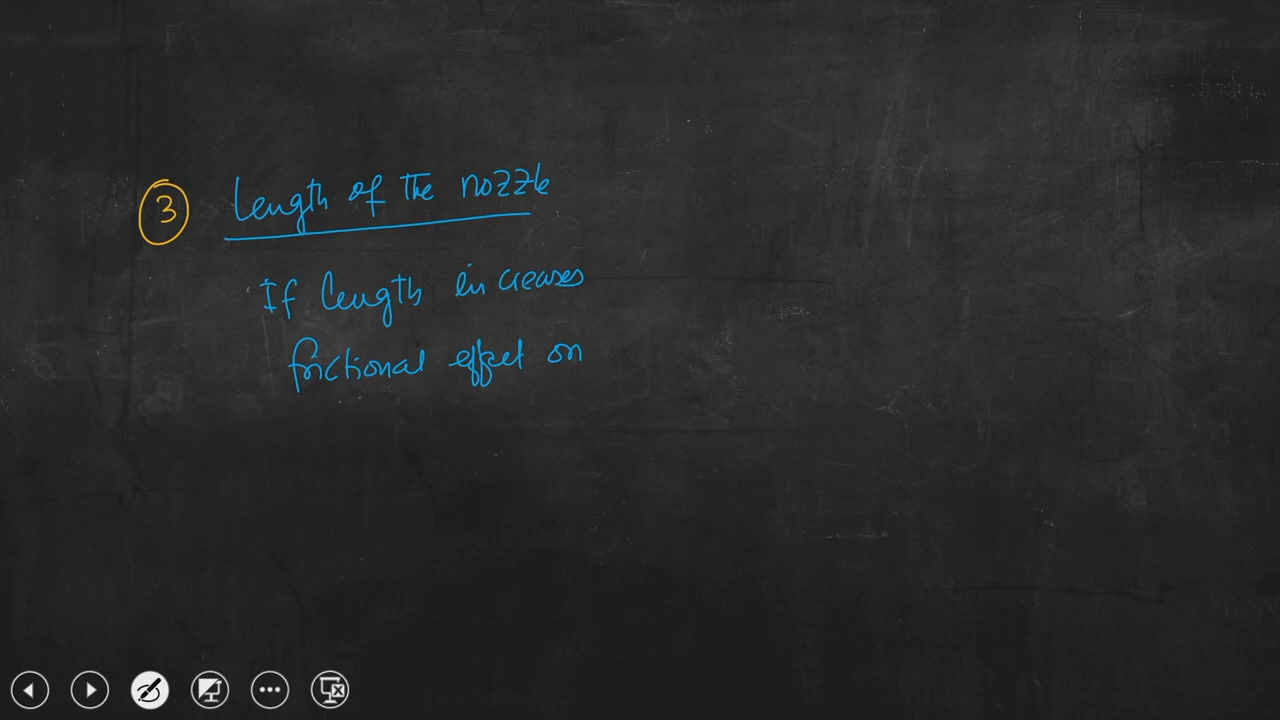 3 Length of the nozzle
If length increases
frictional effect on